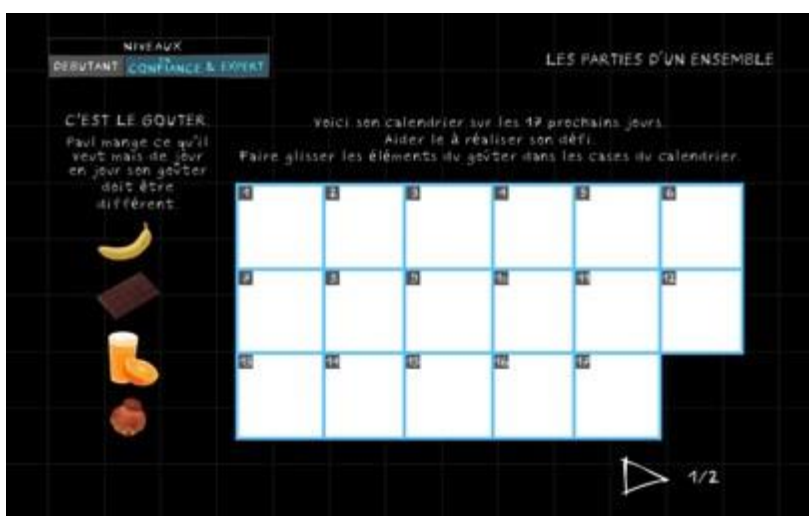 NIVEAUX
DEBUTANT CONFIANCE & EXPERT
LES PARTIES D'UN ENSEMBLE
C'EST LE GOUTER.
Paul mange ce qu'il
veut mais de jour
en jour son goûter
doit être
différent.
Voici son calendrier sur les 17 prochains jours.
Aider le à réaliser son défi.
Faire glisser les éléments du goûter dans les cases du calendrier.
1 2 3 4 5 6
7 8 9 10 11 12
13 14 15 16 17
1/2